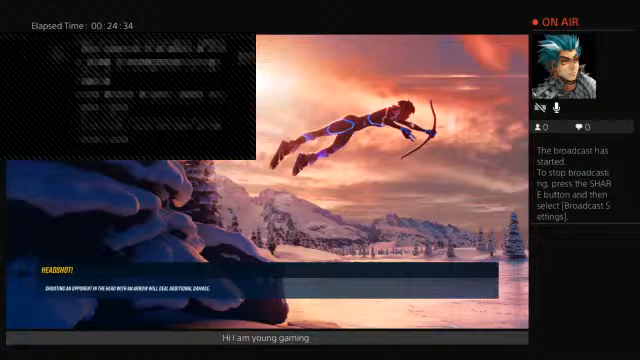 Elapsed Time: 00:24:34
ON AIR
0 0
The broadcast has
started.
To stop broadcasti
ng, press the SHAR
E button and then
select [Broadcast S
ettings].
HEADSHOT!
SHOOTING AN OPPONENT IN THE HEAD WITH AN ARROW WILL DEAL ADDITIONAL DAMAGE.
Hi I am young gaming